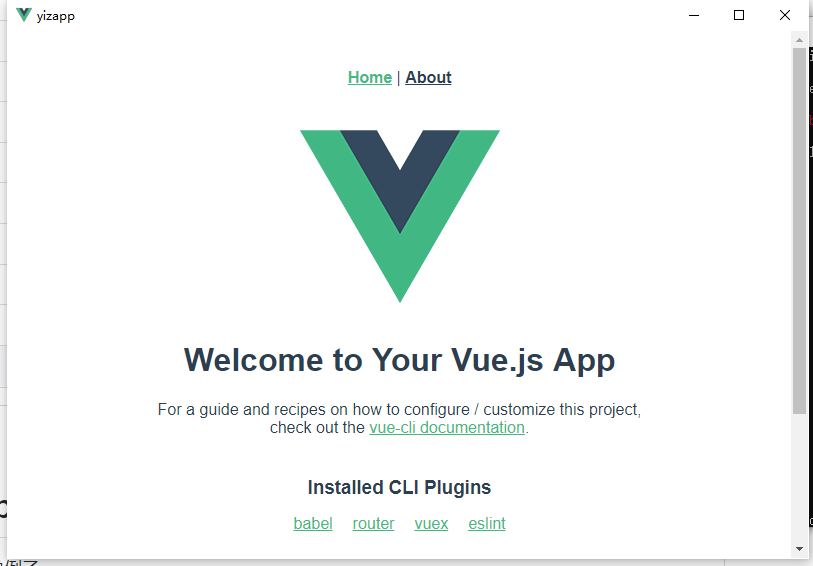 yizapp
Home | About
Welcome to Your Vue.js App
For a guide and recipes on how to configure / customize this project,
check out the vue-cli documentation.
Installed CLI Plugins
babel router vuex eslint